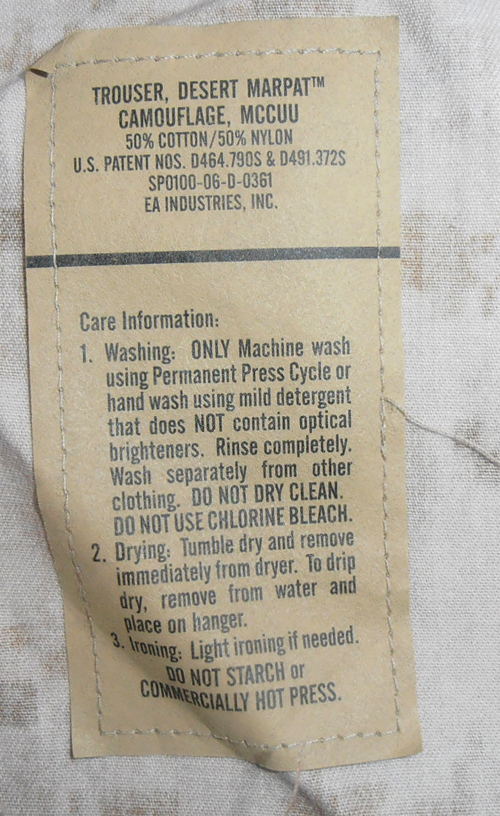 TROUSER, DESERT MARPAT™
CAMOUFLAGE, MCCUU
50% COTTON/50% NYLON
U.S. PATENT NOS. D464.790S & D491.372S
SP0100-06-D-0361
EA INDUSTRIES, INC.
Care Information:
1. Washing: ONLY Machine wash
using Permanent Press Cycle or
hand wash using mild detergent
that does NOT contain optical
brighteners. Rinse completely.
Wash separately from other
clothing. DO NOT DRY CLEAN.
DO NOT USE CHLORINE BLEACH.
2. Drying: Tumble dry and remove
immediately from dryer. To drip
dry, remove from water and
place on hanger.
3. Ironing: Light ironing if needed.
DO NOT STARCH or
COMMERCIALLY HOT PRESS.